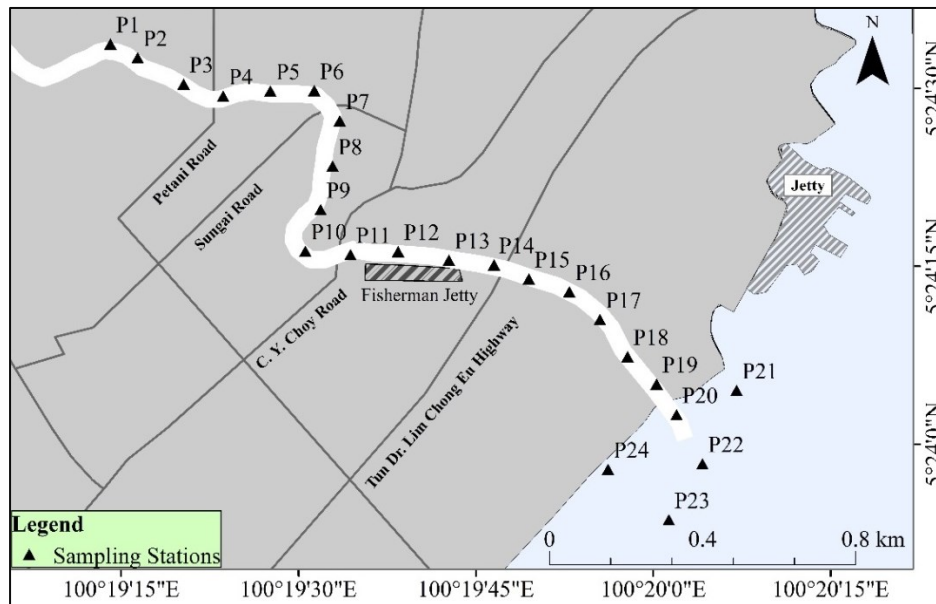 P1
P2
P3
P4
P5
P6
P7
P8
P9
P10
P11
P12
P13
P14
P15
P16
P17
P18
P19
P20
P21
P22
P23
P24
N
Jetty
Petani Road
Sungai Road
C. Y. Choy Road
Fisherman Jetty
Tun Dr. Lim Chong Eu Highway
5°24'30"N
5°24'15"N
5°24'0"N
Legend
Sampling Stations
0 0.4 0.8 km
100°19'15"E 100°19'30"E 100°19'45"E 100°20'0"E 100°20'15"E